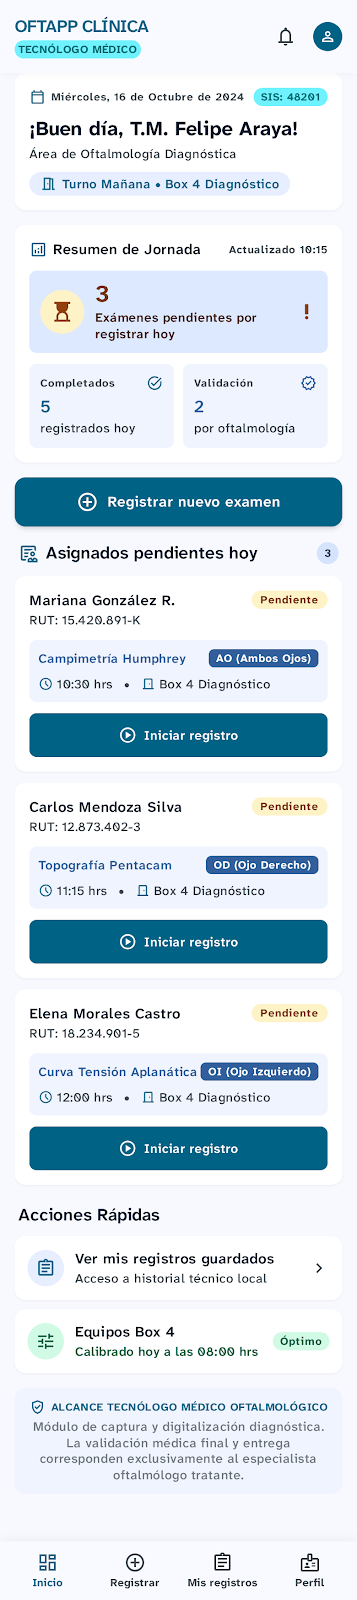 OFTAPP CLÍNICA
TECNÓLOGO MÉDICO
Miércoles, 16 de Octubre de 2024
SIS: 48201
¡Buen día, T.M. Felipe Araya!
Área de Oftalmología Diagnóstica
Turno Mañana • Box 4 Diagnóstico
Resumen de Jornada
Actualizado 10:15
3
Exámenes pendientes por
registrar hoy
!
Completados
5
registrados hoy
Validación
2
por oftalmología
Registrar nuevo examen
Asignados pendientes hoy
3
Mariana González R.
Pendiente
RUT: 15.420.891-K
Campimetría Humphrey
AO (Ambos Ojos)
10:30 hrs • Box 4 Diagnóstico
Iniciar registro
Carlos Mendoza Silva
Pendiente
RUT: 12.873.402-3
Topografía Pentacam
OD (Ojo Derecho)
11:15 hrs • Box 4 Diagnóstico
Iniciar registro
Elena Morales Castro
Pendiente
RUT: 18.234.901-5
Curva Tensión Aplanática
OI (Ojo Izquierdo)
12:00 hrs • Box 4 Diagnóstico
Iniciar registro
Acciones Rápidas
Ver mis registros guardados
Acceso a historial técnico local
Equipos Box 4
Calibrado hoy a las 08:00 hrs
Óptimo
ALCANCE TECNÓLOGO MÉDICO OFTALMOLÓGICO
Módulo de captura y digitalización diagnóstica.
La validación médica final y entrega
corresponden exclusivamente al especialista
oftalmólogo tratante.
Inicio
Registrar
Mis registros
Perfil